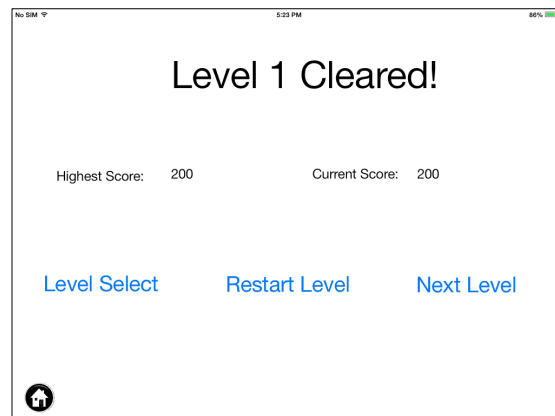 No SIM 5:23 PM 86%
Level 1 Cleared!
Highest Score: 200 Current Score: 200
Level Select Restart Level Next Level